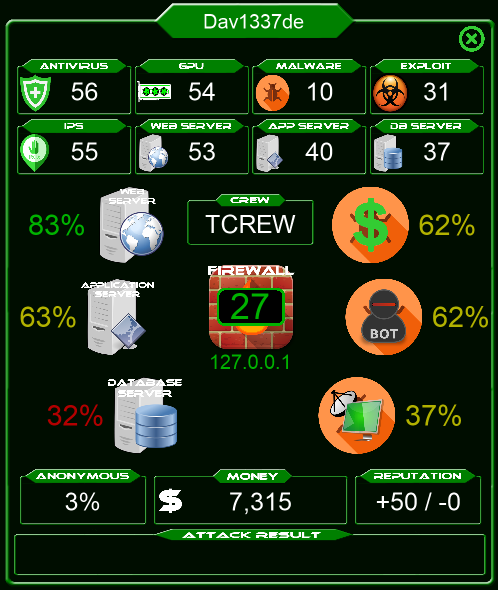 Dav1337de
ANTIVIRUS GPU MALWARE EXPLOIT
56 54 10 31
IPS WEB SERVER APP SERVER DB SERVER
55 53 40 37
WEB
SERVER
83%
CREW
TCREW
62%
APPLICATION
SERVER
63%
FIREWALL
27
127.0.0.1
BOT
62%
DATABASE
SERVER
32%
37%
ANONYMOUS MONEY REPUTATION
3% $ 7,315 +50 / -0
ATTACK RESULT